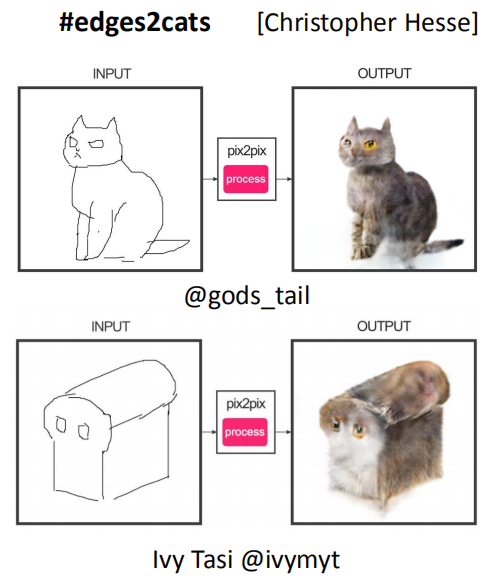 #edges2cats [Christopher Hesse]
INPUT OUTPUT
pix2pix
process
@gods_tail
INPUT OUTPUT
pix2pix
process
Ivy Tasi @ivymyt